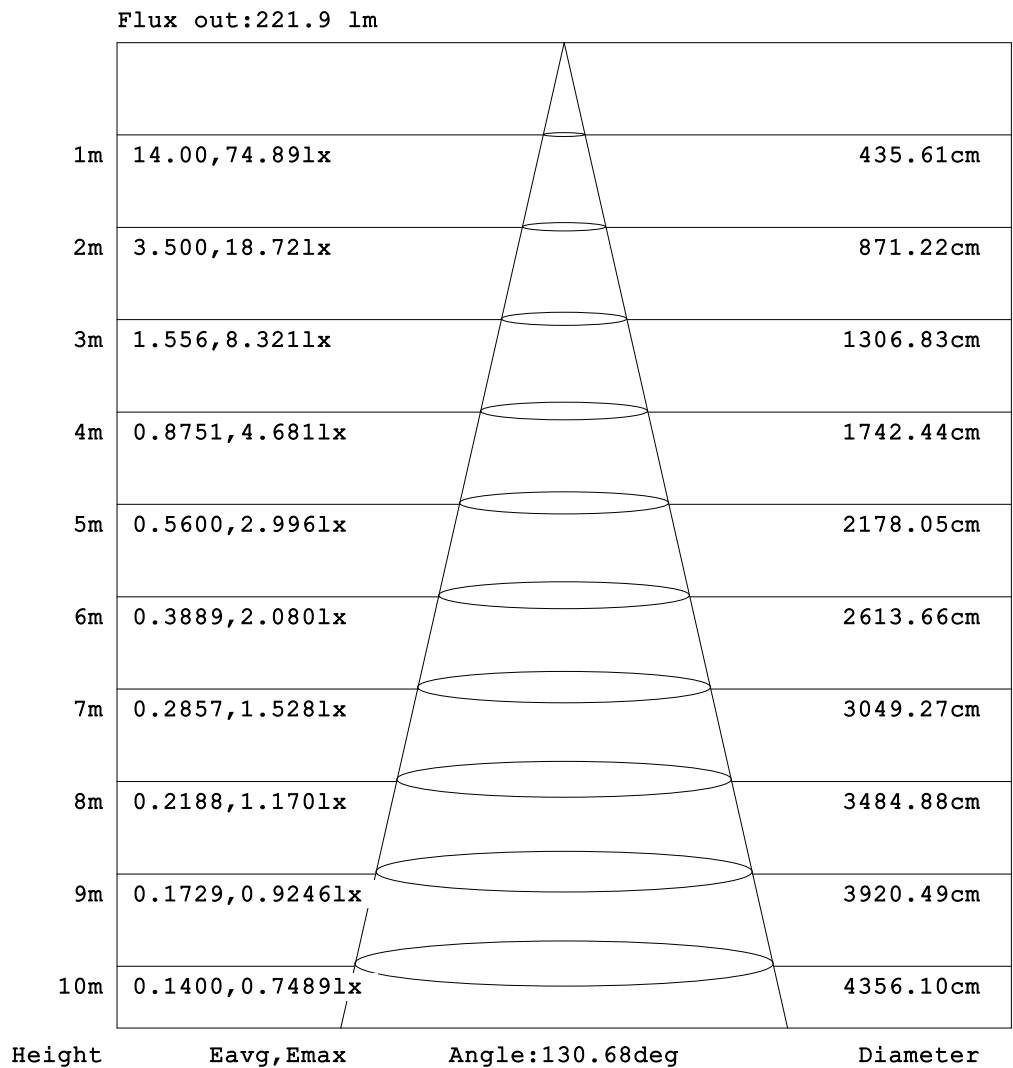 Flux out:221.9 lm
1m 14.00,74.89lx 435.61cm
2m 3.500,18.72lx 871.22cm
3m 1.556,8.321lx 1306.83cm
4m 0.8751,4.681lx 1742.44cm
5m 0.5600,2.996lx 2178.05cm
6m 0.3889,2.080lx 2613.66cm
7m 0.2857,1.528lx 3049.27cm
8m 0.2188,1.170lx 3484.88cm
9m 0.1729,0.9246lx 3920.49cm
10m 0.1400,0.7489lx 4356.10cm
Height Eavg,Emax Angle:130.68deg Diameter